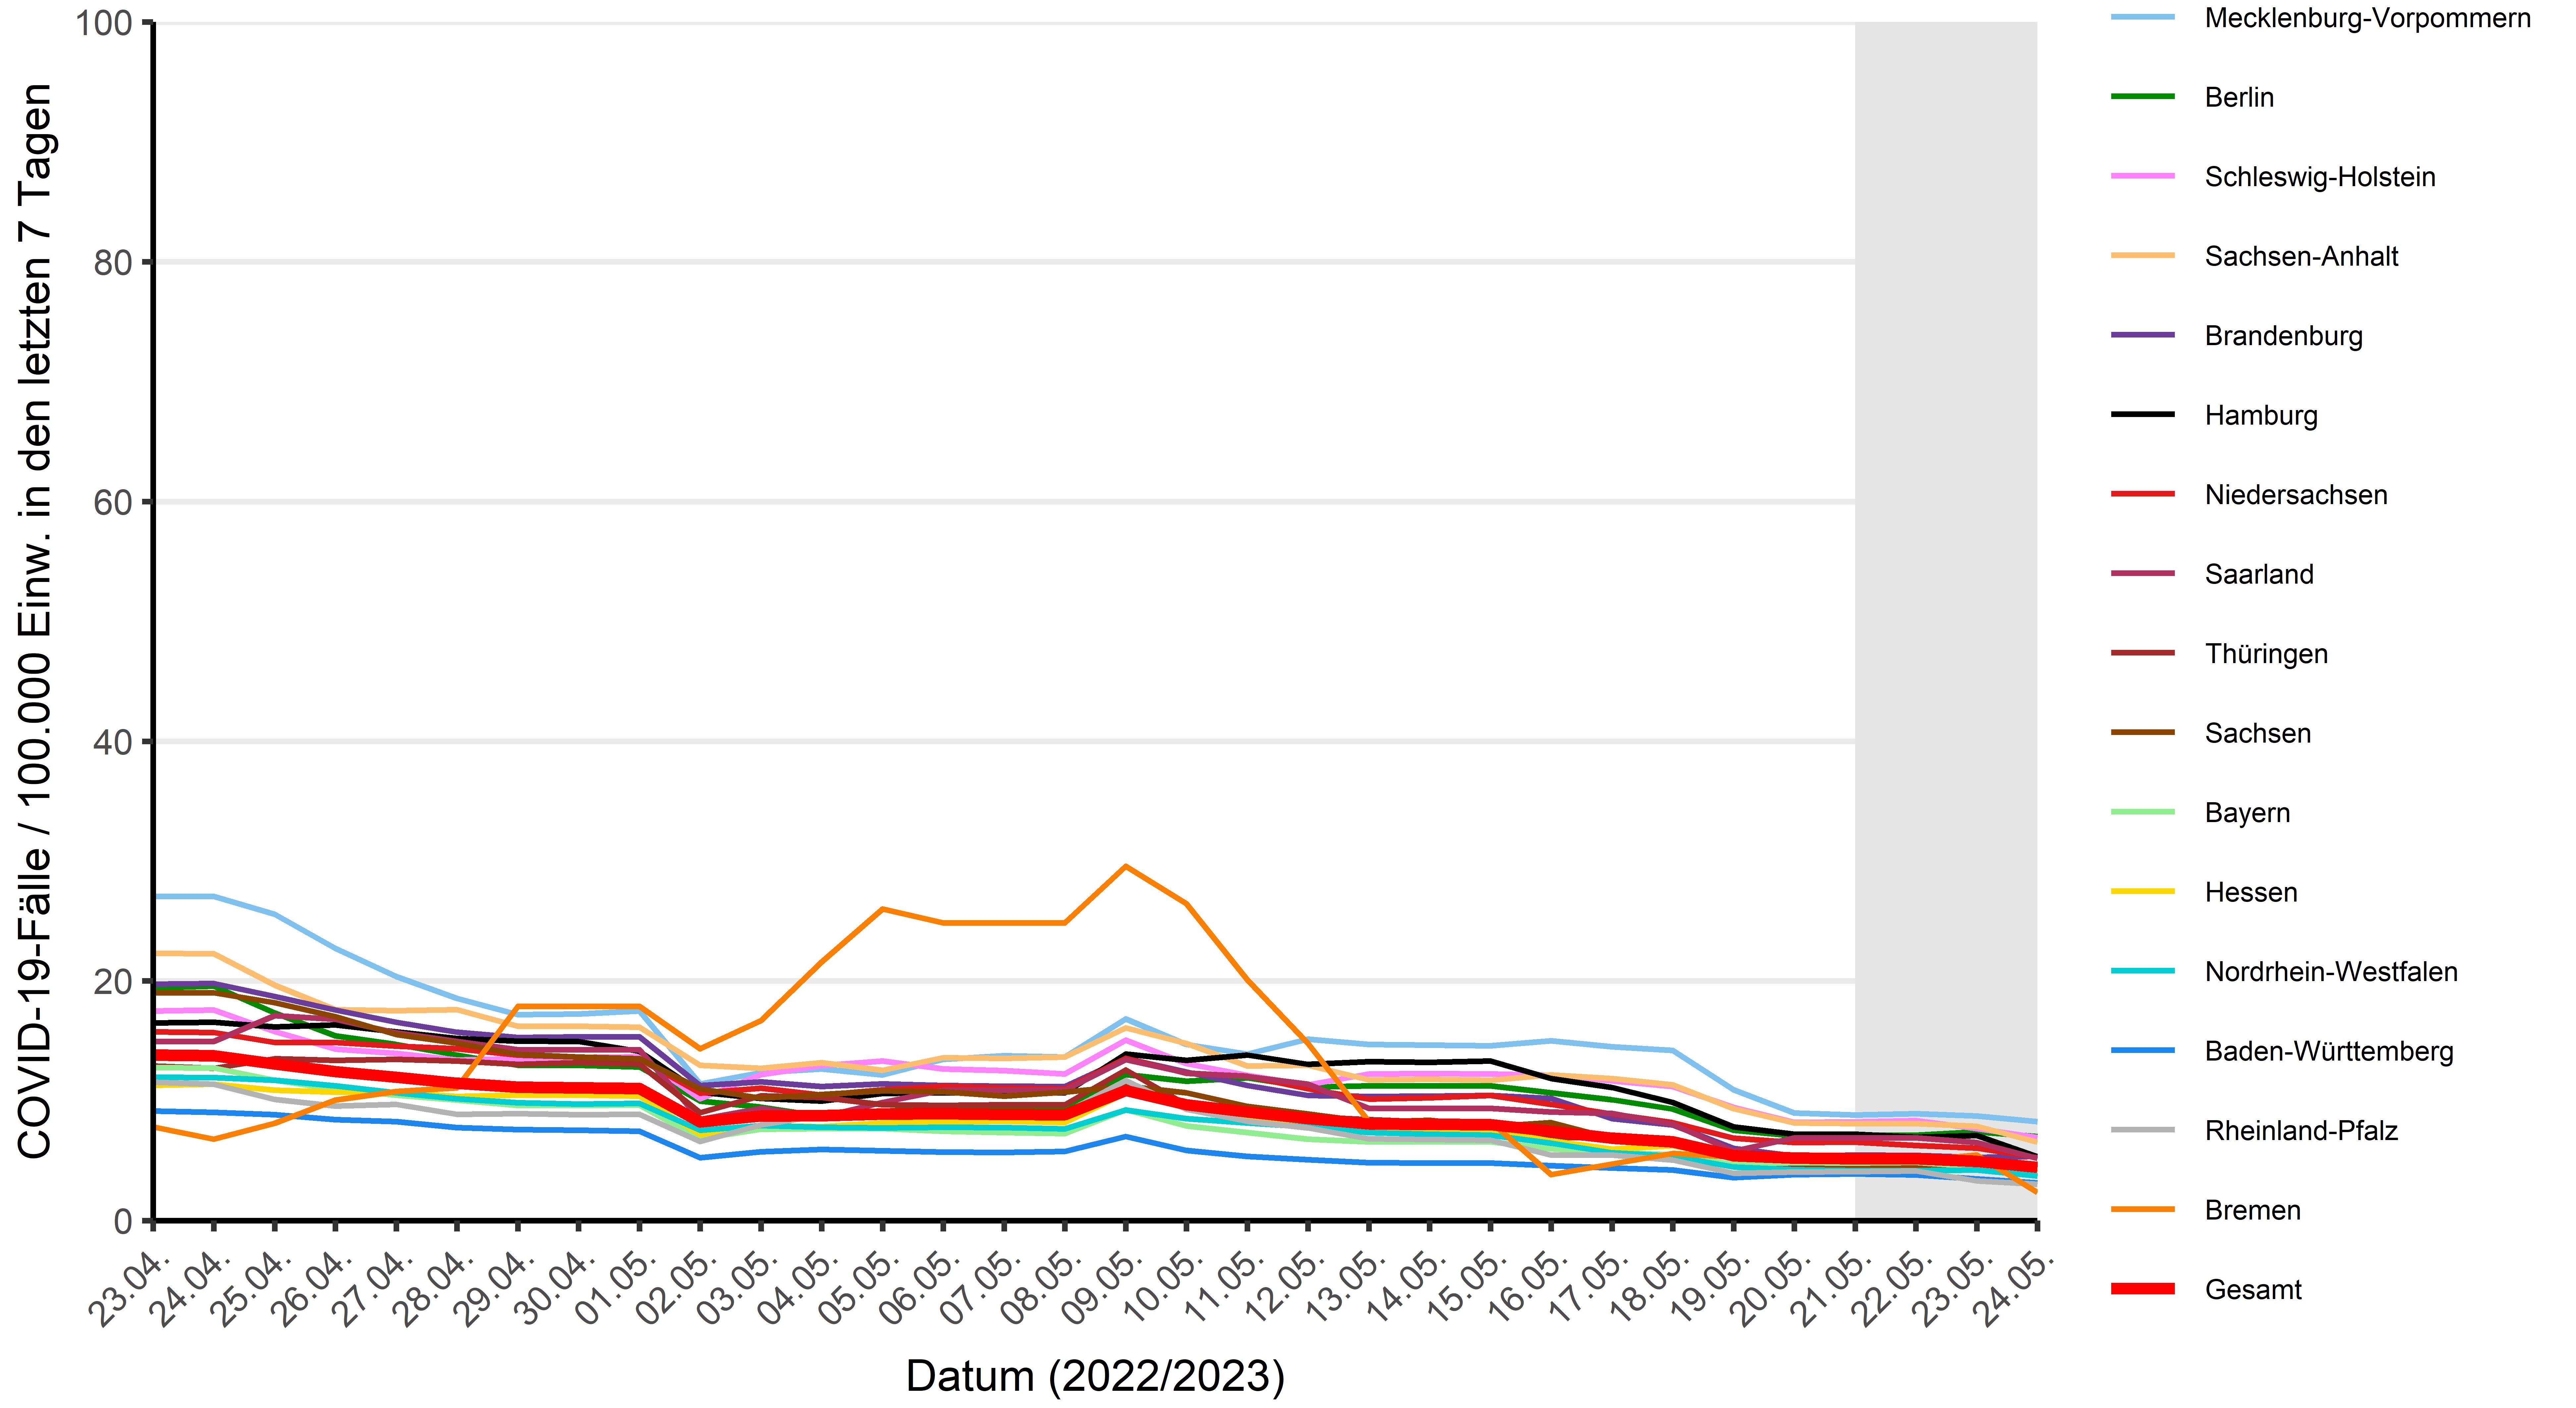 COVID-19-Fälle / 100.000 Einw. in den letzten 7 Tagen
100
80
60
40
20
0
23.04.
24.04.
25.04.
26.04.
27.04.
28.04.
29.04.
30.04.
01.05.
02.05.
03.05.
04.05.
05.05.
06.05.
07.05.
08.05.
09.05.
10.05.
11.05.
12.05.
13.05.
14.05.
15.05.
16.05.
17.05.
18.05.
19.05.
20.05.
21.05.
22.05.
23.05.
24.05.
Datum (2022/2023)
Mecklenburg-Vorpommern
Berlin
Schleswig-Holstein
Sachsen-Anhalt
Brandenburg
Hamburg
Niedersachsen
Saarland
Thüringen
Sachsen
Bayern
Hessen
Nordrhein-Westfalen
Baden-Württemberg
Rheinland-Pfalz
Bremen
Gesamt